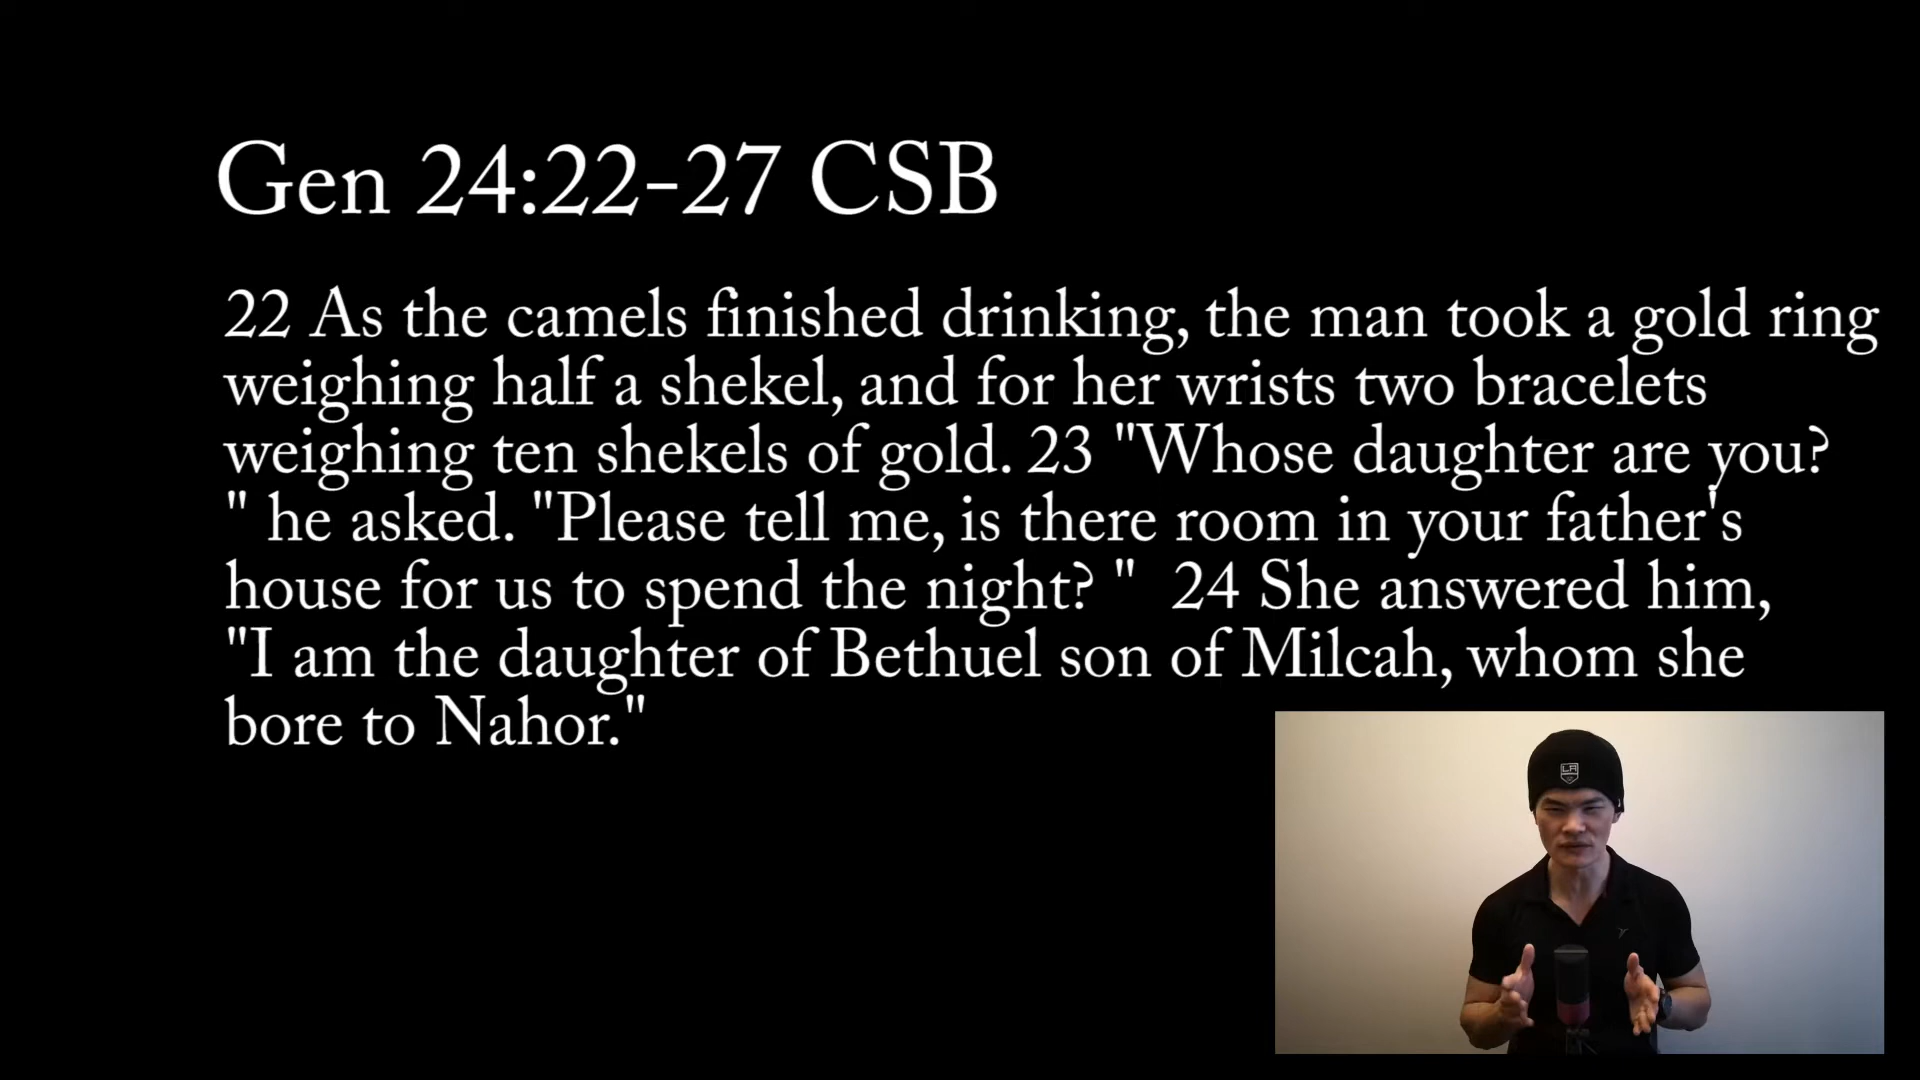 Gen 24:22-27 CSB
22 As the camels finished drinking, the man took a gold ring
weighing half a shekel, and for her wrists two bracelets
weighing ten shekels of gold. 23 "Whose daughter are you?
" he asked. "Please tell me, is there room in your father's
house for us to spend the night? "  24 She answered him,
"I am the daughter of Bethuel son of Milcah, whom she
bore to Nahor."
LA